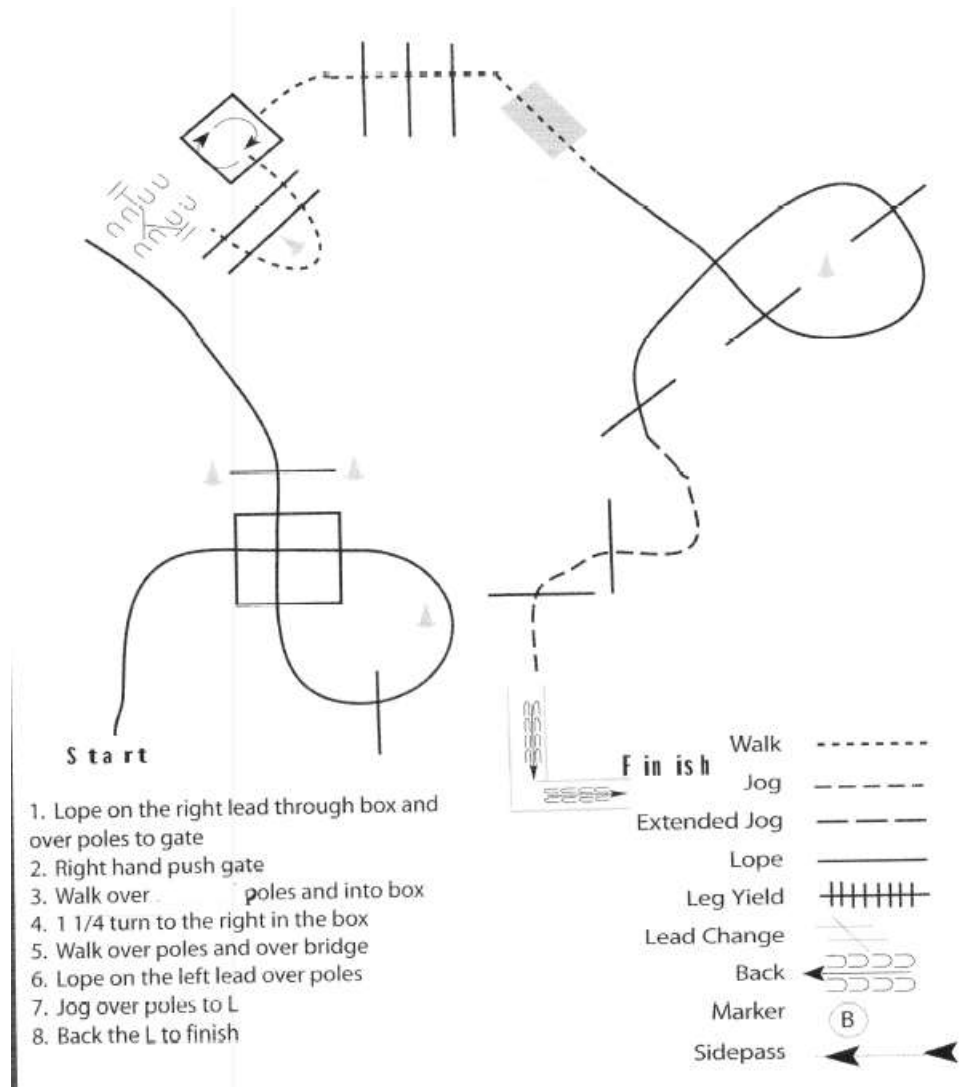 Start
Finish
1. Lope on the right lead through box and
over poles to gate
2. Right hand push gate
3. Walk over poles and into box
4. 1 1/4 turn to the right in the box
5. Walk over poles and over bridge
6. Lope on the left lead over poles
7. Jog over poles to L
8. Back the L to finish
Walk
Jog
Extended Jog
Lope
Leg Yield
Lead Change
Back
Marker
B
Sidepass